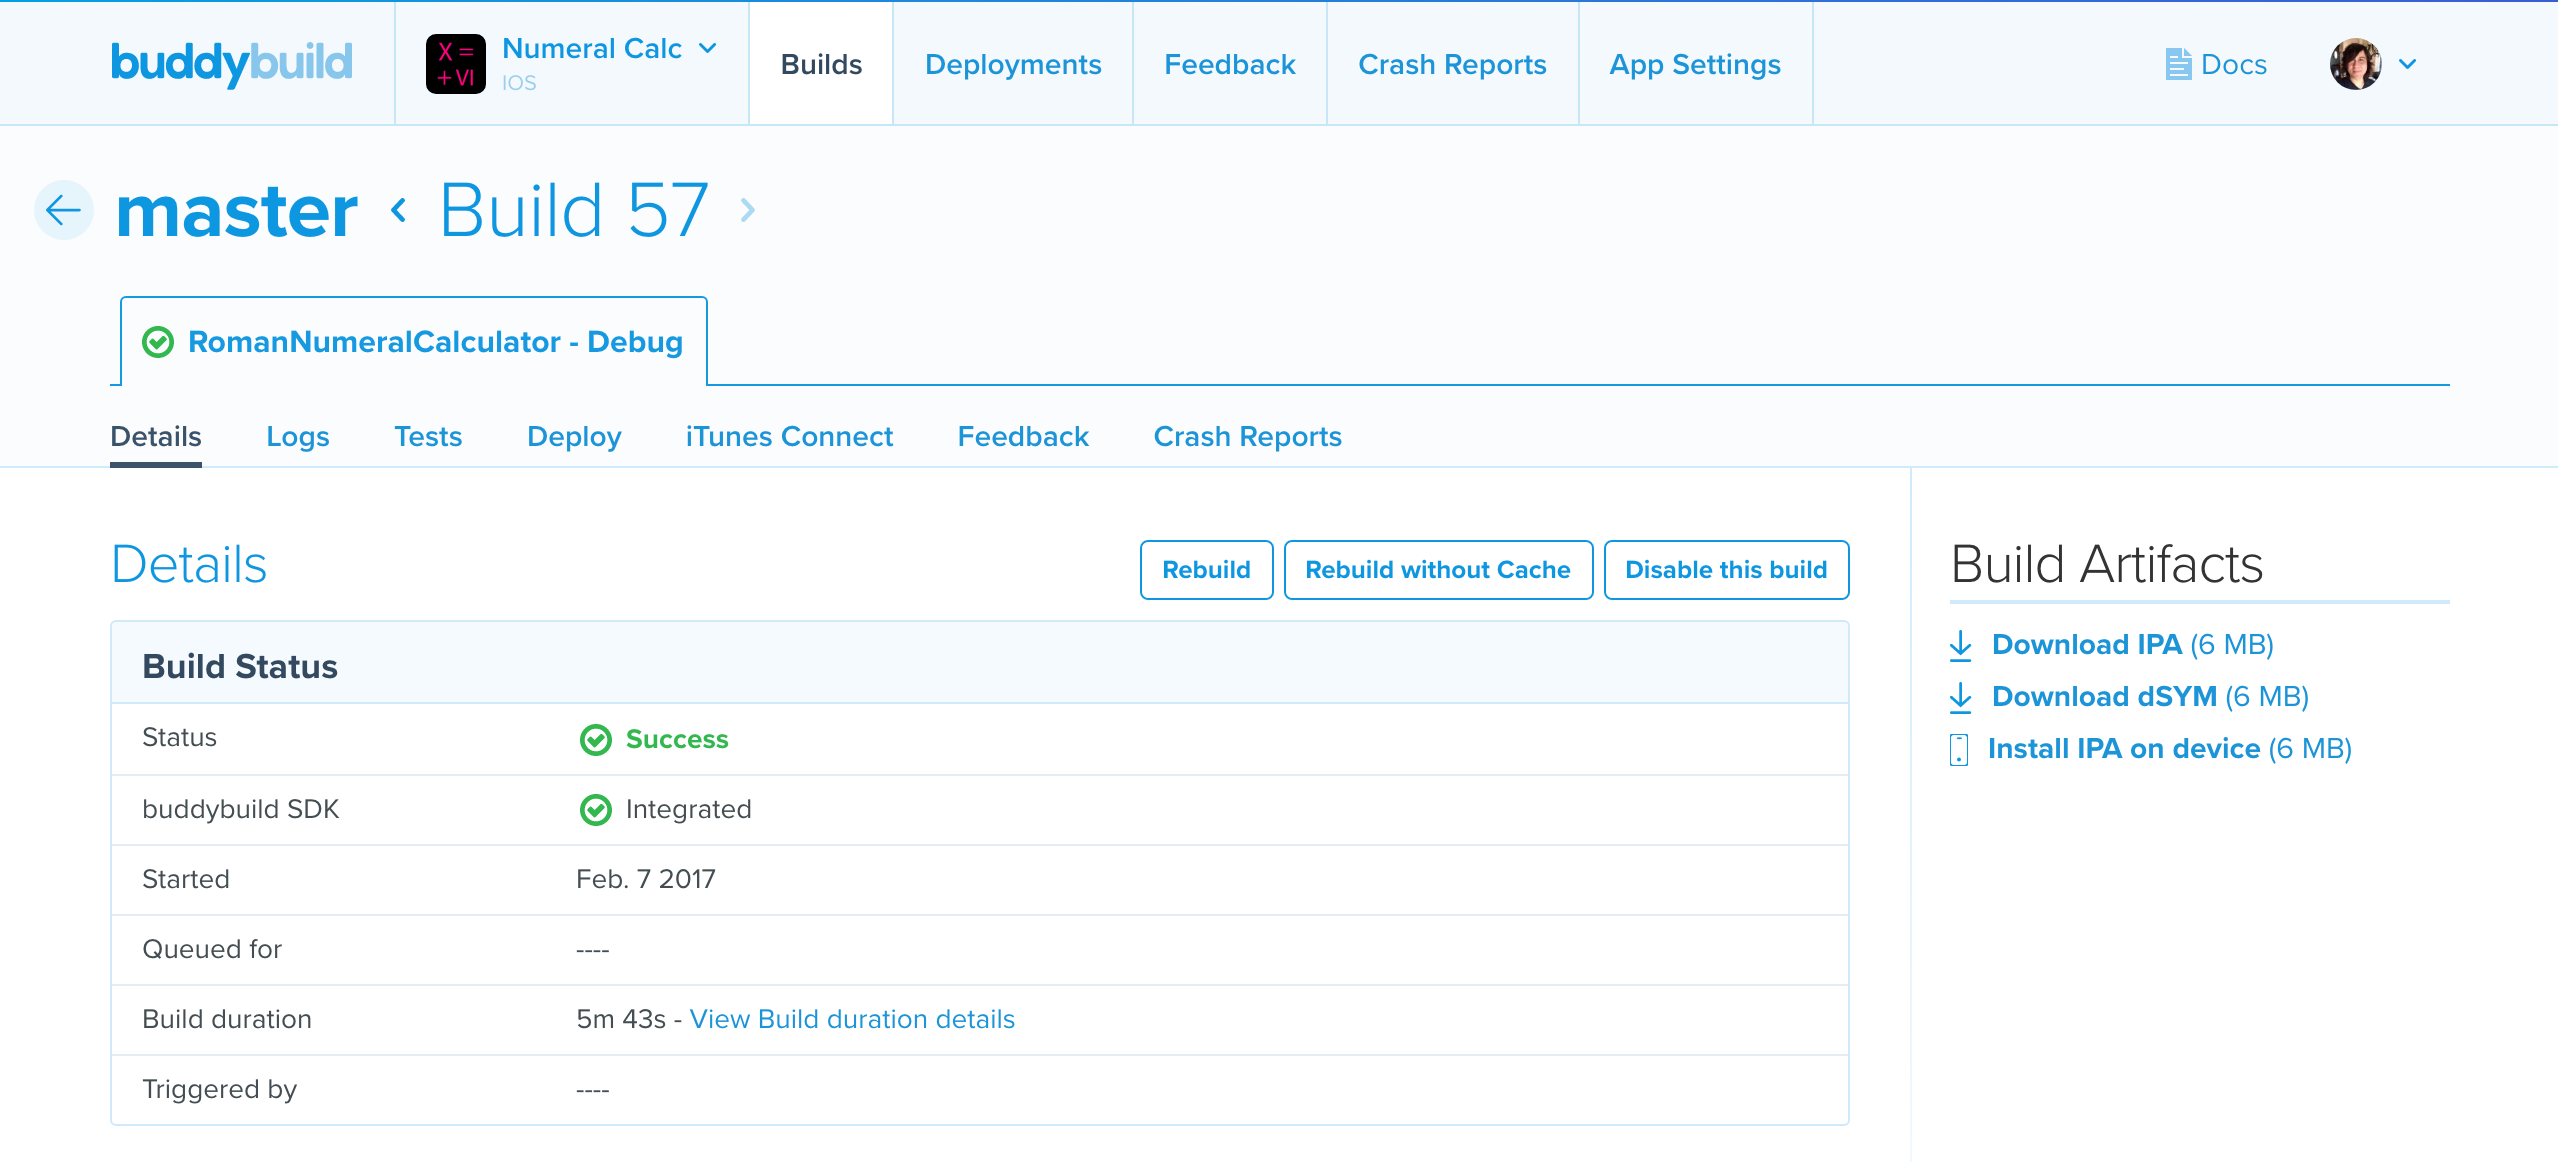 buddybuild
X =
+ VI
Numeral Calc
IOS
Builds
Deployments
Feedback
Crash Reports
App Settings
Docs
master ‹ Build 57 ›
RomanNumeralCalculator - Debug
Details
Logs
Tests
Deploy
iTunes Connect
Feedback
Crash Reports
Details
Rebuild
Rebuild without Cache
Disable this build
Build Status
Status
Success
buddybuild SDK
Integrated
Started
Feb. 7 2017
Queued for
----
Build duration
5m 43s - View Build duration details
Triggered by
----
Build Artifacts
Download IPA (6 MB)
Download dSYM (6 MB)
Install IPA on device (6 MB)